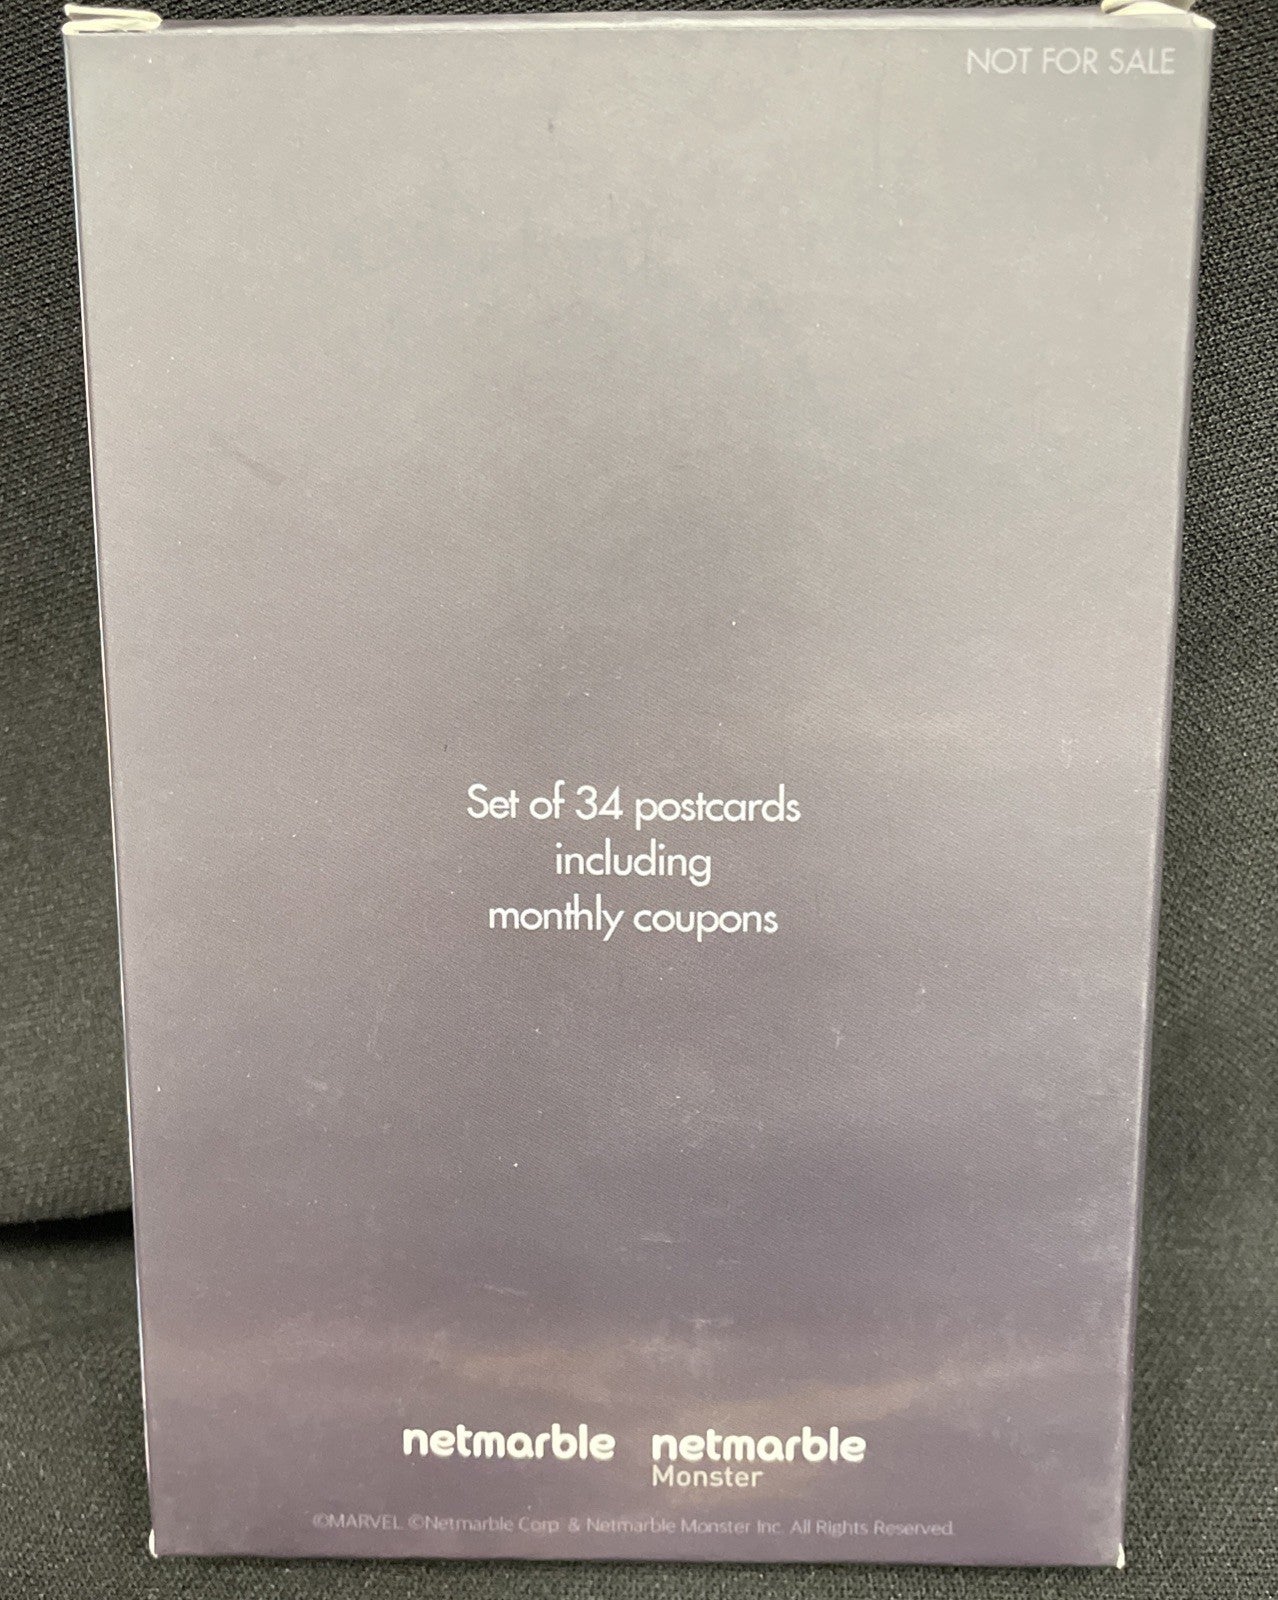 NOT FOR SALE
Set of 34 postcards
including
monthly coupons
netmarble netmarble
Monster
©MARVEL ©Netmarble Corp. & Netmarble Monster Inc. All Rights Reserved.